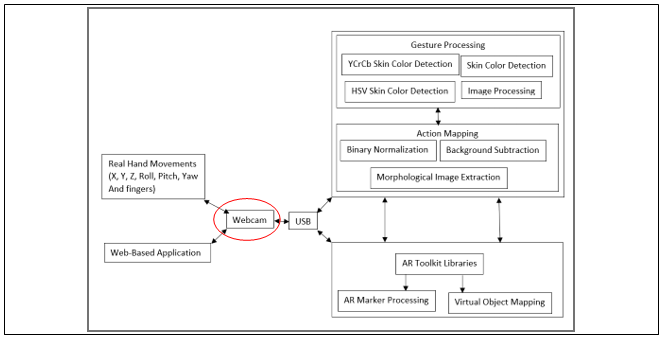 Gesture Processing
YCrCb Skin Color Detection
Skin Color Detection
HSV Skin Color Detection
Image Processing
Action Mapping
Binary Normalization
Background Subtraction
Morphological Image Extraction
Real Hand Movements
(X, Y, Z, Roll, Pitch, Yaw
And fingers)
Webcam
USB
Web-Based Application
AR Toolkit Libraries
AR Marker Processing
Virtual Object Mapping